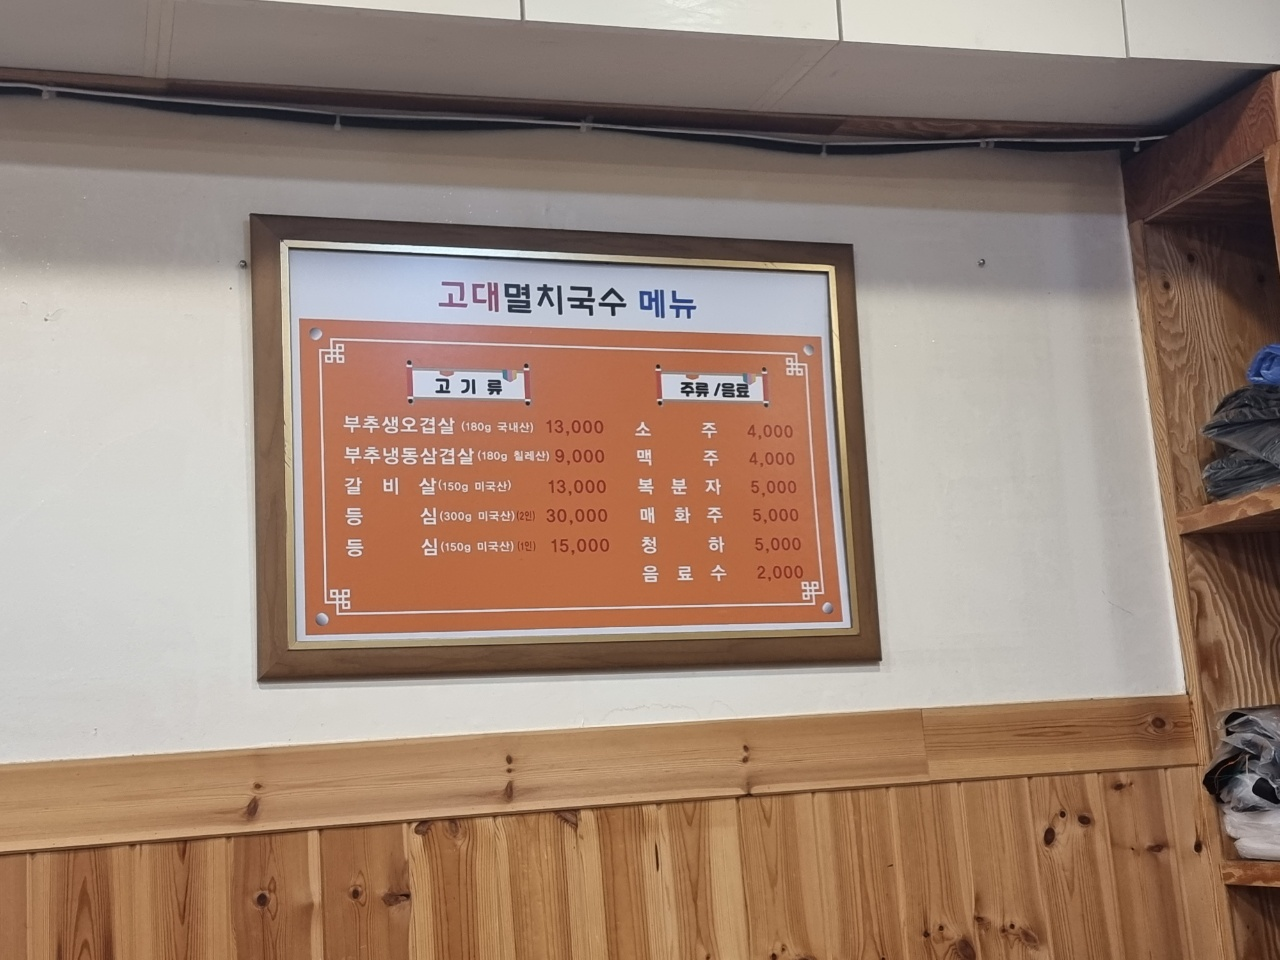 고대멸치국수 메뉴
고기류
부추생오겹살 (180g 국내산) 13,000
부추냉동삼겹살 (180g 칠레산) 9,000
갈비살 (150g 미국산) 13,000
등심 (300g 미국산) (2인) 30,000
등심 (150g 미국산) (1인) 15,000
주류/음료
소주 4,000
맥주 4,000
복분자 5,000
매화주 5,000
청하 5,000
음료수 2,000